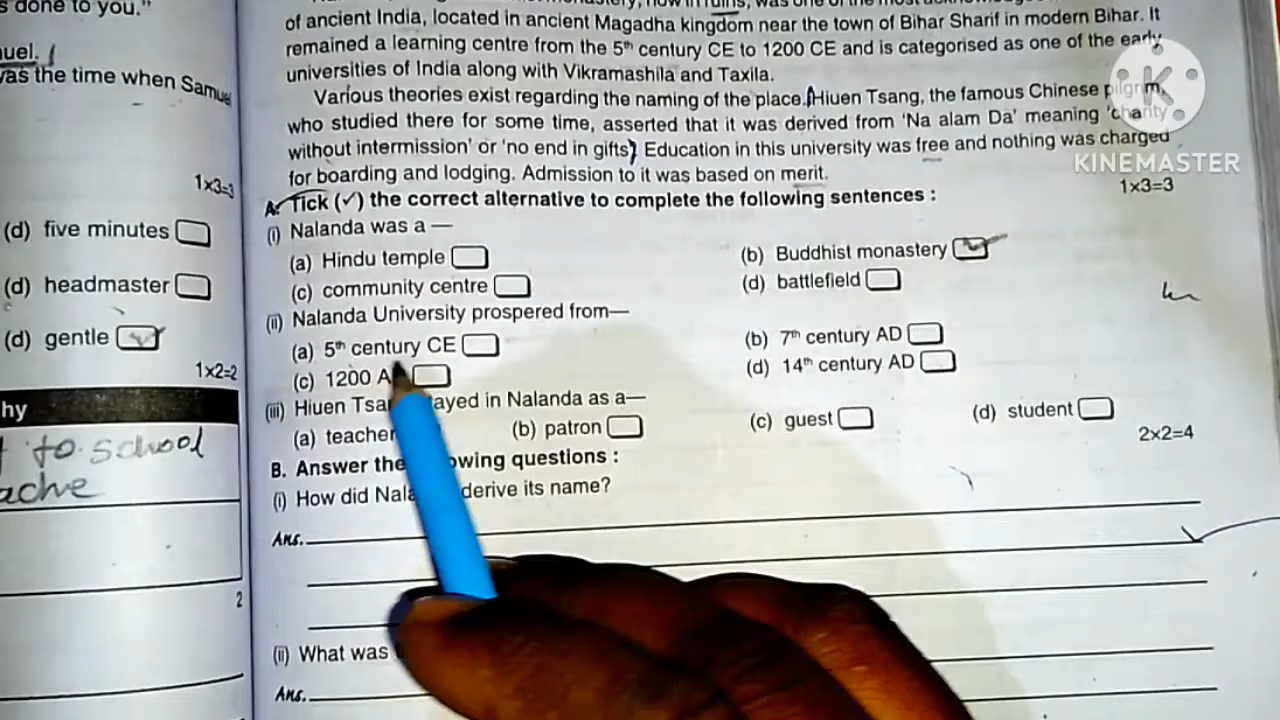 s done to you."
uel.
vas the time when Samuel
1×3=3
(d) five minutes
(d) headmaster
(d) gentle
1×2=2
hy
to school
ache
2
of ancient India, located in ancient Magadha kingdom near the town of Bihar Sharif in modern Bihar. It
remained a learning centre from the 5th century CE to 1200 CE and is categorised as one of the early
universities of India along with Vikramashila and Taxila.
Various theories exist regarding the naming of the place. Hiuen Tsang, the famous Chinese pilgrim,
who studied there for some time, asserted that it was derived from 'Na alam Da' meaning 'charity
without intermission' or 'no end in gifts'. Education in this university was free and nothing was charged
for boarding and lodging. Admission to it was based on merit.
KINEMASTER
A. Tick (✓) the correct alternative to complete the following sentences : 1×3=3
(i) Nalanda was a —
(a) Hindu temple (b) Buddhist monastery
(c) community centre (d) battlefield
(ii) Nalanda University prospered from—
(a) 5th century CE (b) 7th century AD
(c) 1200 A (d) 14th century AD
(iii) Hiuen Tsa ayed in Nalanda as a—
(a) teacher (b) patron (c) guest (d) student
B. Answer the owing questions : 2×2=4
(i) How did Nala derive its name?
Ans.
(ii) What was
Ans.